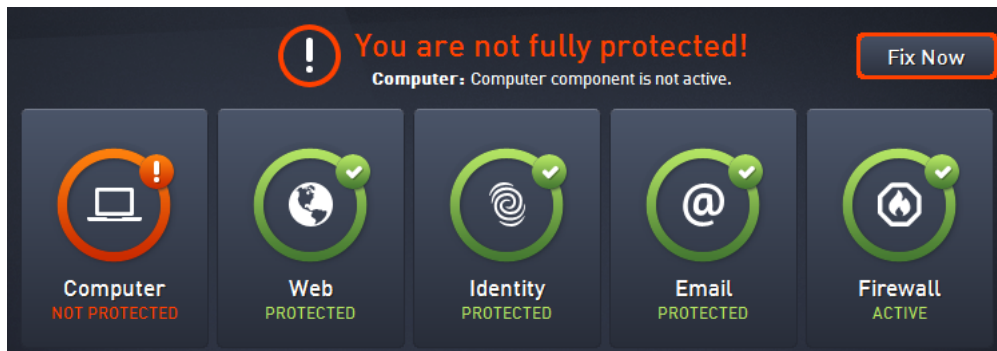 You are not fully protected!
Computer: Computer component is not active.
Fix Now
Computer
NOT PROTECTED
Web
PROTECTED
Identity
PROTECTED
@
Email
PROTECTED
Firewall
ACTIVE